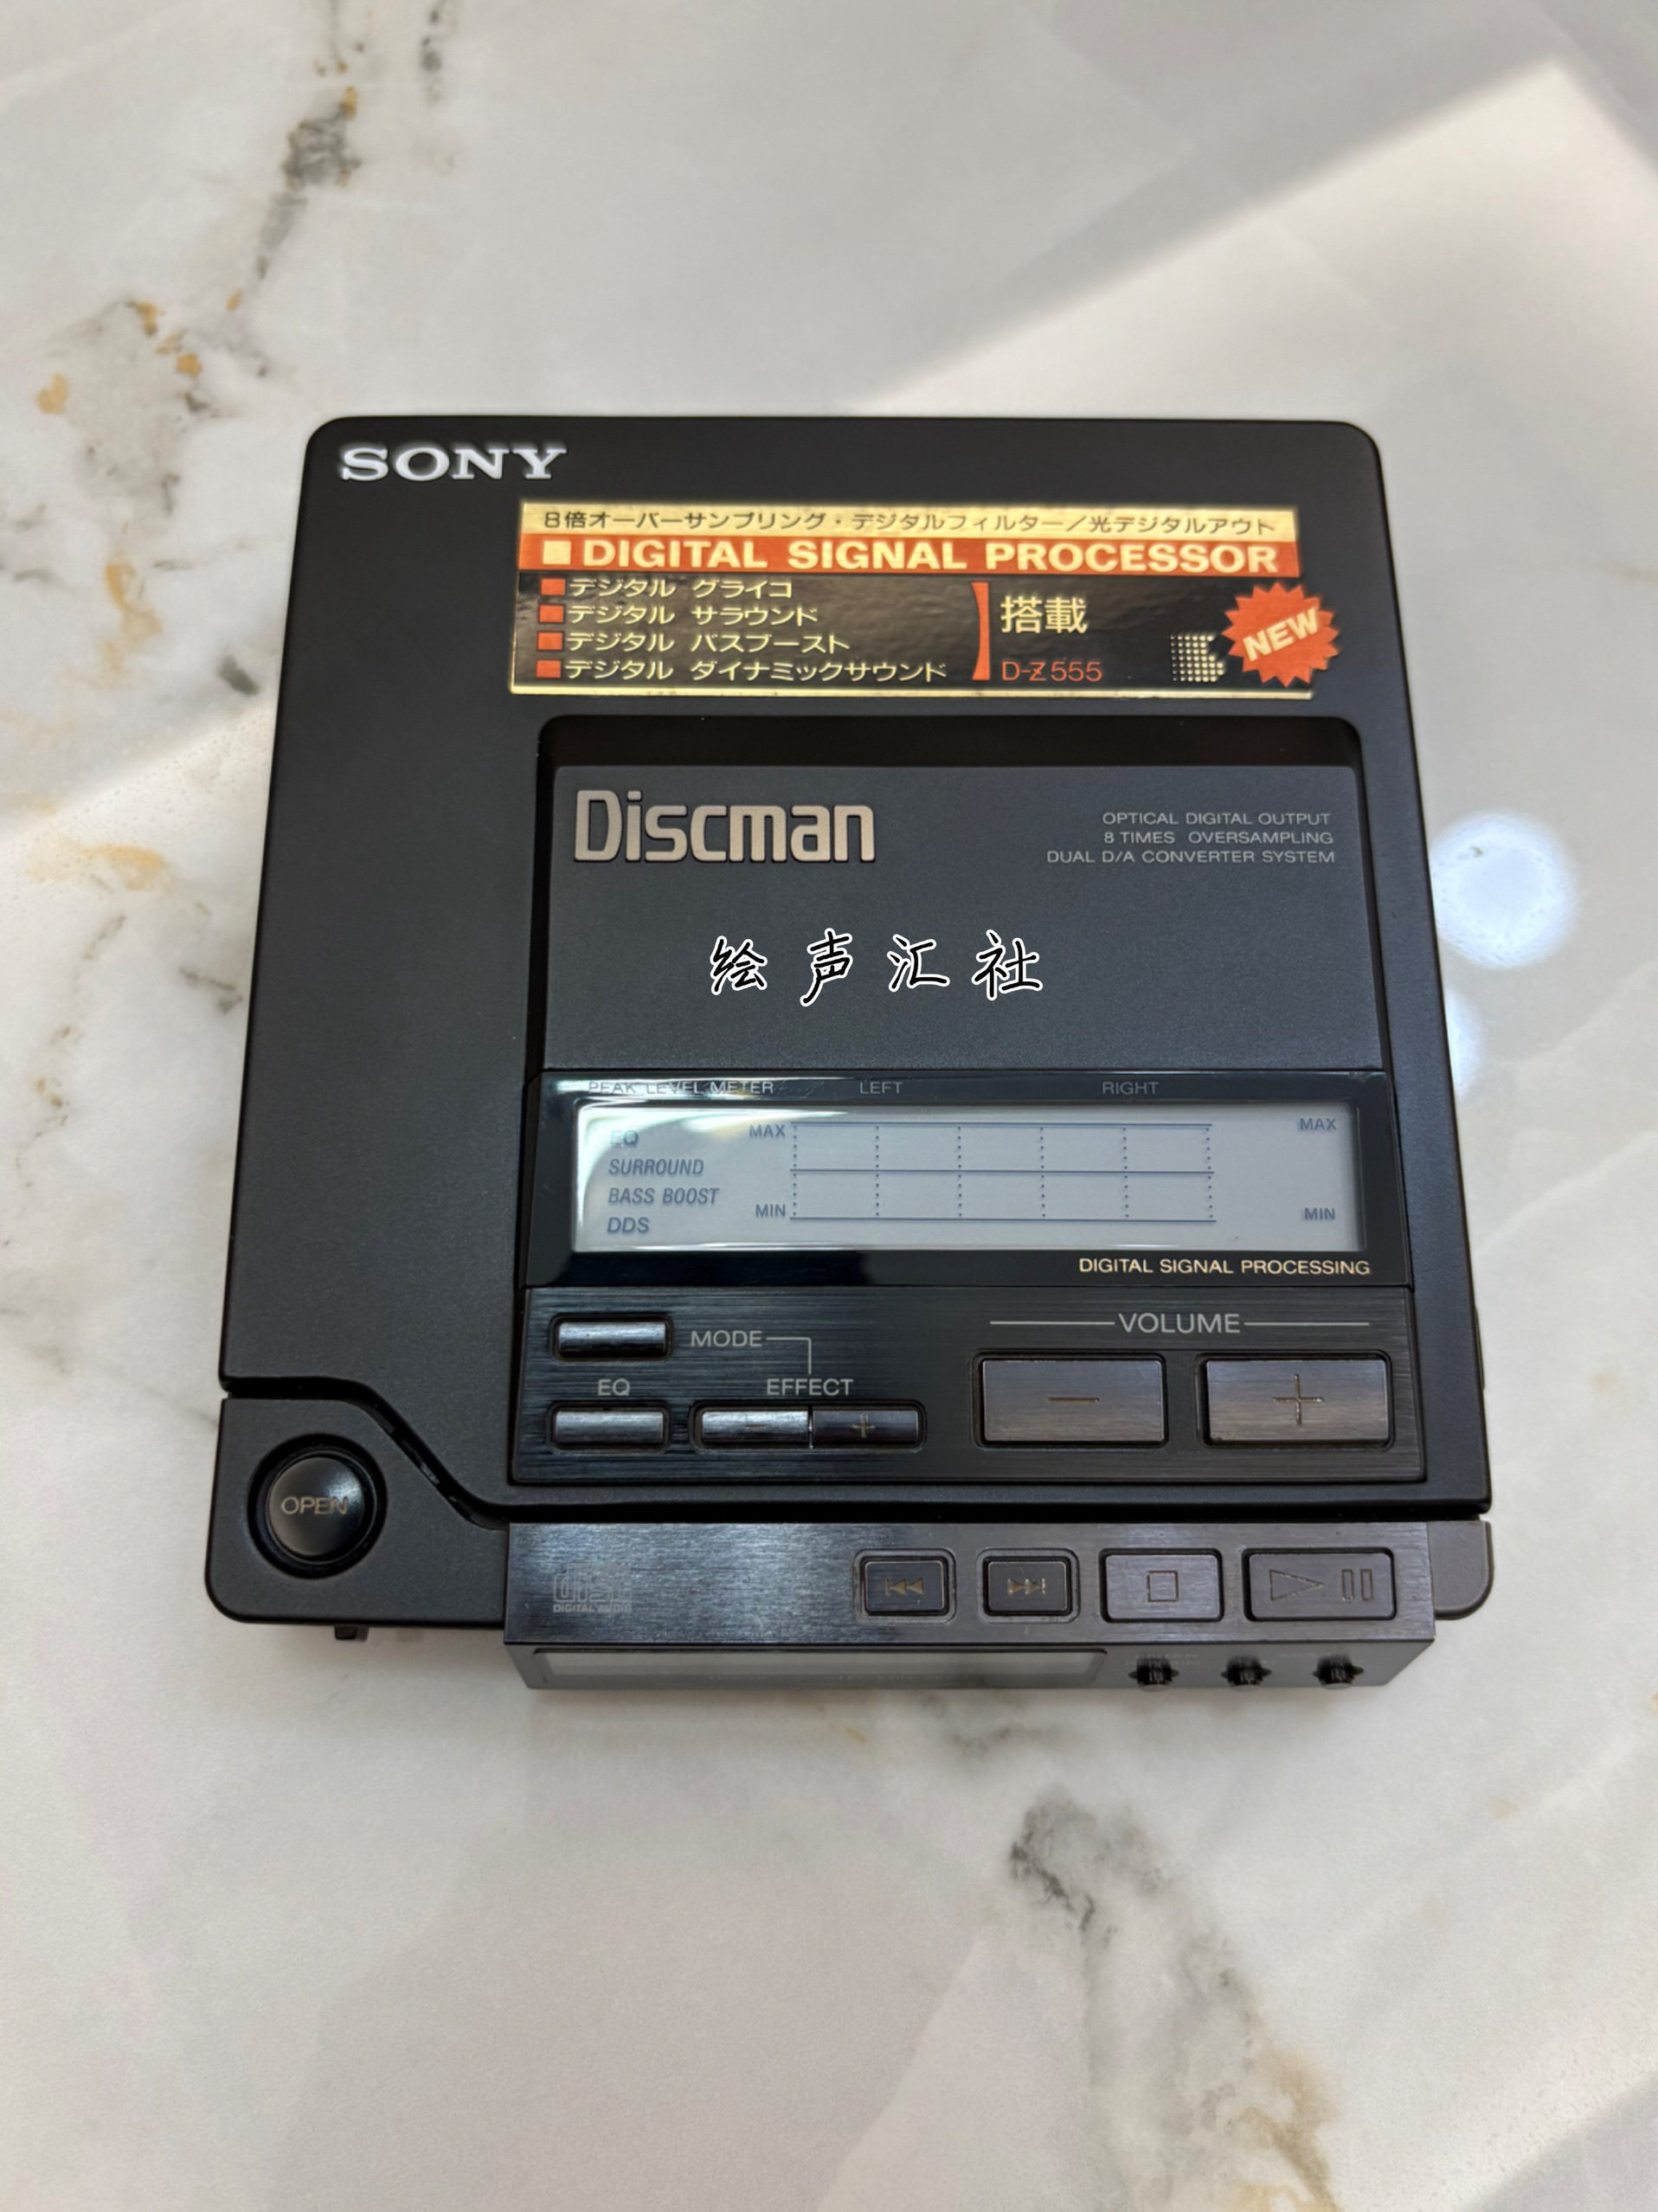 SONY
8倍オーバーサンプリング・デジタルフィルター／光デジタルアウト
DIGITAL SIGNAL PROCESSOR
デジタル グライコ
デジタル サラウンド
デジタル バスブースト
デジタル ダイナミックサウンド
搭載
D-Z555
NEW
Discman
OPTICAL DIGITAL OUTPUT
8 TIMES OVERSAMPLING
DUAL D/A CONVERTER SYSTEM
绘声汇社
PEAK LEVEL METER LEFT RIGHT
EQ
SURROUND
BASS BOOST
DDS
MAX
MIN
MAX
MIN
DIGITAL SIGNAL PROCESSING
MODE
EQ
EFFECT
- +
VOLUME
- +
OPEN
disc
DIGITAL AUDIO